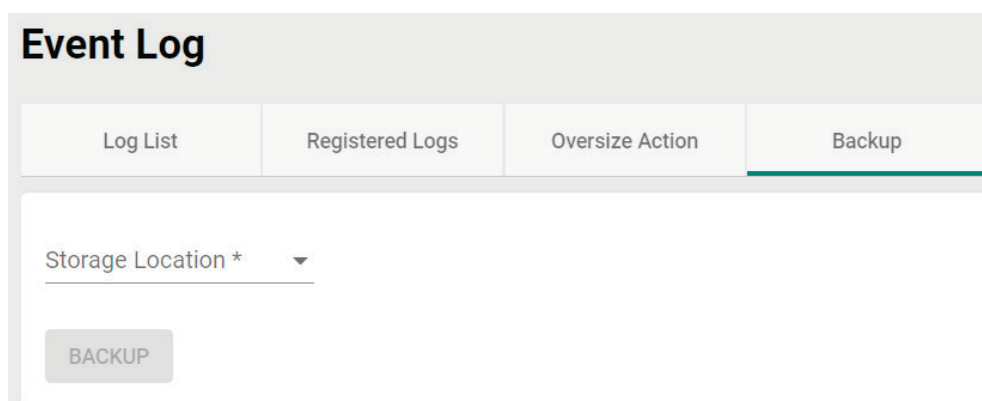 Event Log
Log List Registered Logs Oversize Action Backup
Storage Location *
BACKUP